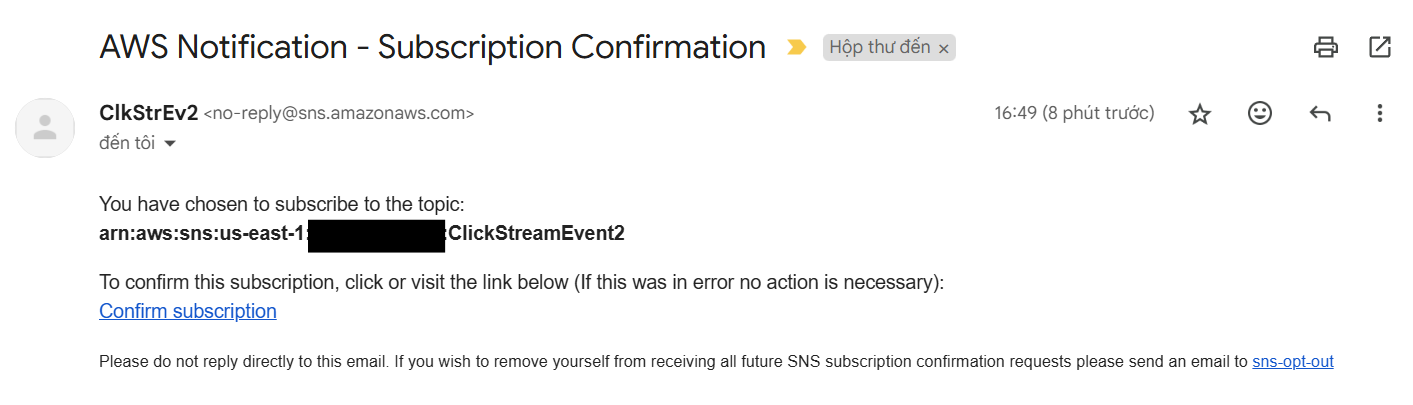 AWS Notification - Subscription Confirmation Hộp thư đến ×
ClkStrEv2 <no-reply@sns.amazonaws.com> 16:49 (8 phút trước)
đến tôi
You have chosen to subscribe to the topic:
arn:aws:sns:us-east-1: :ClickStreamEvent2
To confirm this subscription, click or visit the link below (If this was in error no action is necessary):
Confirm subscription
Please do not reply directly to this email. If you wish to remove yourself from receiving all future SNS subscription confirmation requests please send an email to sns-opt-out